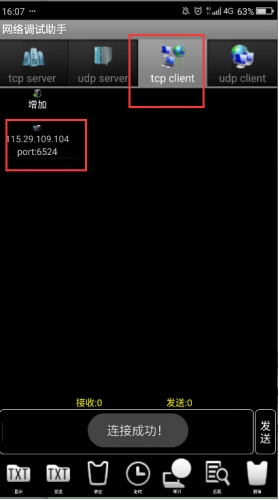 16:07 ... 4G 63%
网络调试助手
tcp server
udp server
tcp client
udp client
增加
115.29.109.104
port:6524
接收:0 发送:0
连接成功！
发送
TXT TXT